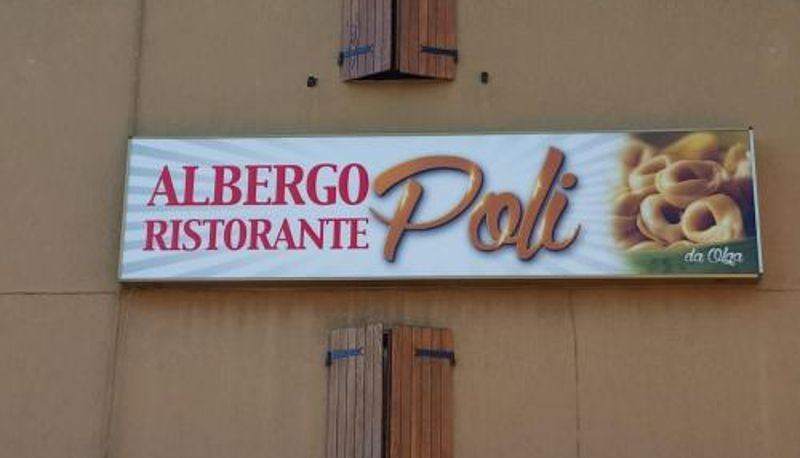 ALBERGO
RISTORANTE
Poli
da Olga